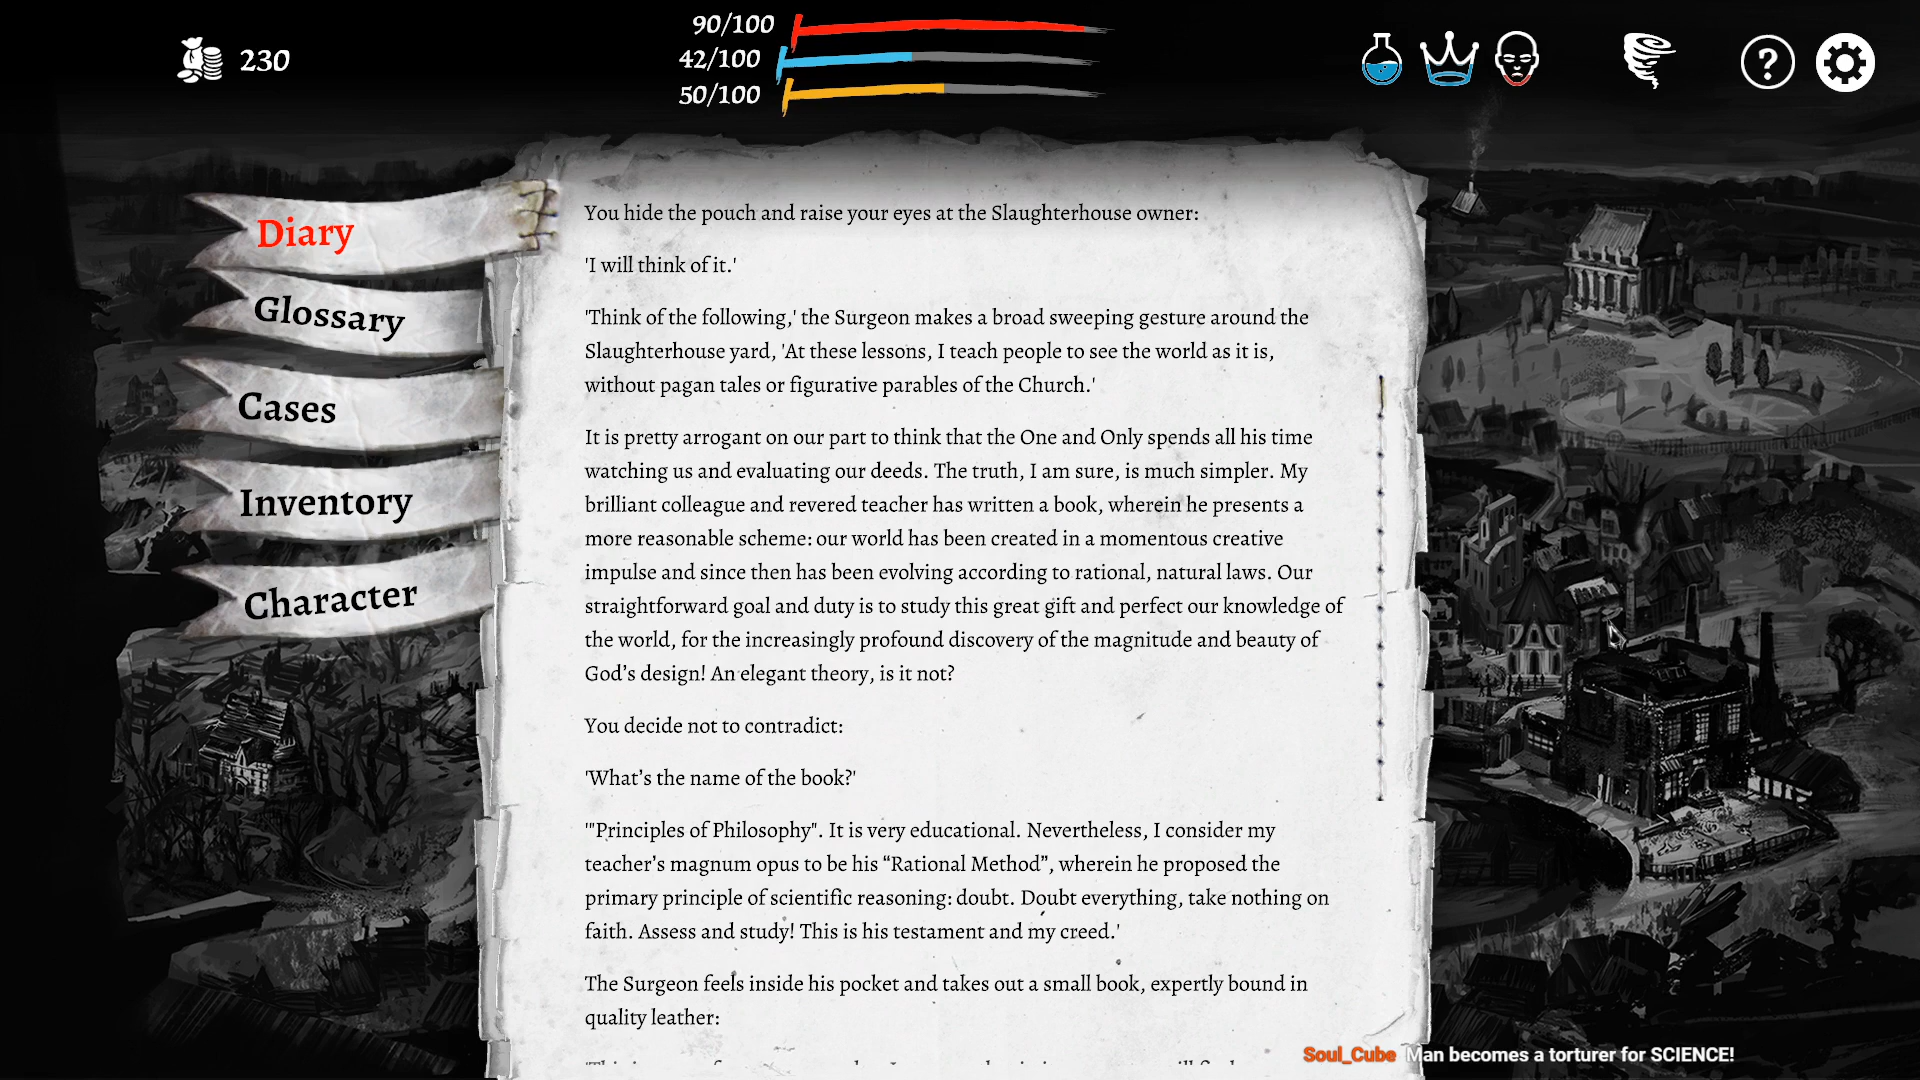 230
90/100
42/100
50/100
?
Diary
Glossary
Cases
Inventory
Character
You hide the pouch and raise your eyes at the Slaughterhouse owner:
'I will think of it.'
'Think of the following,' the Surgeon makes a broad sweeping gesture around the
Slaughterhouse yard, 'At these lessons, I teach people to see the world as it is,
without pagan tales or figurative parables of the Church.'
It is pretty arrogant on our part to think that the One and Only spends all his time
watching us and evaluating our deeds. The truth, I am sure, is much simpler. My
brilliant colleague and revered teacher has written a book, wherein he presents a
more reasonable scheme: our world has been created in a momentous creative
impulse and since then has been evolving according to rational, natural laws. Our
straightforward goal and duty is to study this great gift and perfect our knowledge of
the world, for the increasingly profound discovery of the magnitude and beauty of
God’s design! An elegant theory, is it not?
You decide not to contradict:
'What’s the name of the book?'
'"Principles of Philosophy". It is very educational. Nevertheless, I consider my
teacher’s magnum opus to be his “Rational Method”, wherein he proposed the
primary principle of scientific reasoning: doubt. Doubt everything, take nothing on
faith. Assess and study! This is his testament and my creed.'
The Surgeon feels inside his pocket and takes out a small book, expertly bound in
quality leather:
Soul_Cube Man becomes a torturer for SCIENCE!